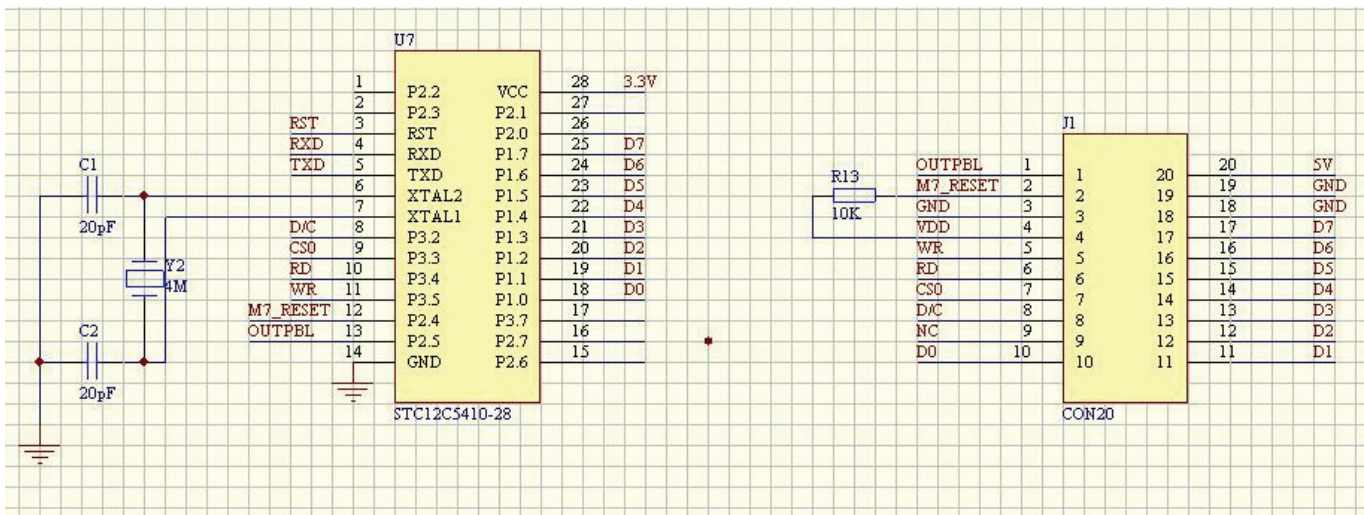 U7
1 P2.2 VCC 28 3.3V
2 P2.3 P2.1 27
RST 3 RST P2.0 26
RXD 4 RXD P1.7 25 D7
TXD 5 TXD P1.6 24 D6
6 XTAL2 P1.5 23 D5
7 XTAL1 P1.4 22 D4
D/C 8 P3.2 P1.3 21 D3
CS0 9 P3.3 P1.2 20 D2
RD 10 P3.4 P1.1 19 D1
WR 11 P3.5 P1.0 18 D0
M7_RESET 12 P2.4 P3.7 17
OUTPBL 13 P2.5 P2.7 16
14 GND P2.6 15
STC12C5410-28
C1
20pF
Y2
4M
C2
20pF
J1
OUTPBL 1 1 20 20 5V
M7_RESET 2 2 19 19 GND
GND 3 3 18 18 GND
VDD 4 4 17 17 D7
WR 5 5 16 16 D6
RD 6 6 15 15 D5
CS0 7 7 14 14 D4
D/C 8 8 13 13 D3
NC 9 9 12 12 D2
D0 10 10 11 11 D1
CON20
R13
10K